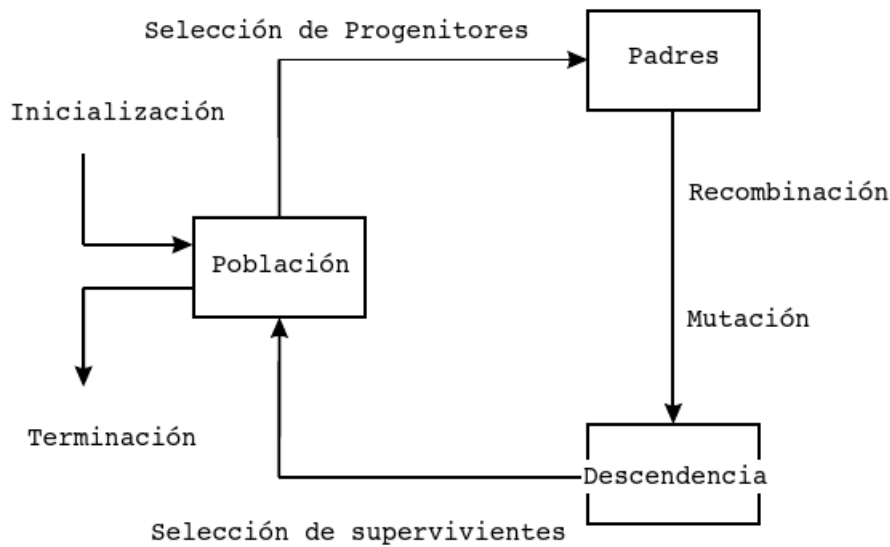 Selección de Progenitores
Padres
Inicialización
Recombinación
Población
Mutación
Terminación
Descendencia
Selección de supervivientes